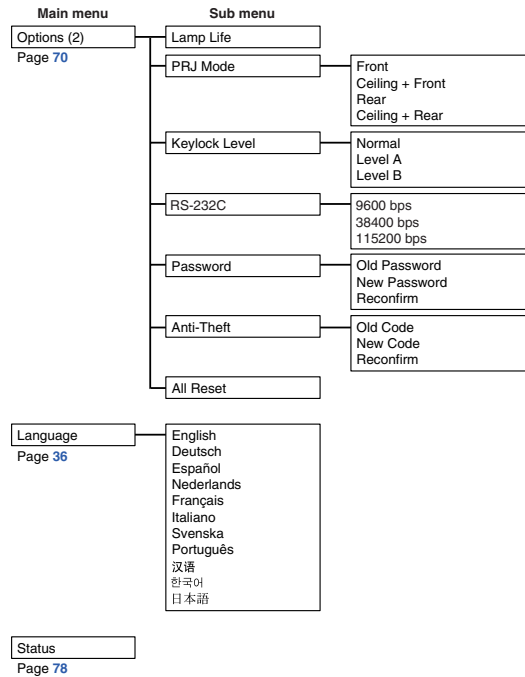 Main menu
Sub menu
Options (2)
Page 70
Lamp Life
PRJ Mode
Front
Ceiling + Front
Rear
Ceiling + Rear
Keylock Level
Normal
Level A
Level B
RS-232C
9600 bps
38400 bps
115200 bps
Password
Old Password
New Password
Reconfirm
Anti-Theft
Old Code
New Code
Reconfirm
All Reset
Language
Page 36
English
Deutsch
Español
Nederlands
Français
Italiano
Svenska
Português
汉语
한국어
日本語
Status
Page 78